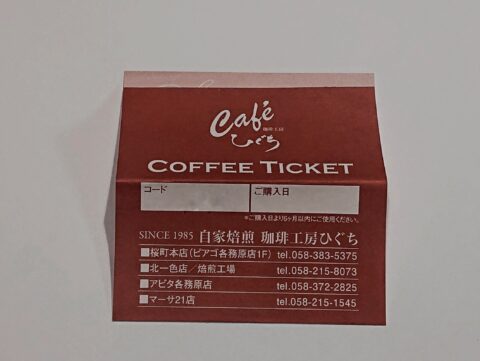 Café
珈琲工房
ひぐち
COFFEE TICKET
コード
ご購入日
※ご購入日より6ヶ月以内にご使用ください。
SINCE 1985 自家焙煎 珈琲工房ひぐち
■桜町本店（ピアゴ各務原店1F） tel.058-383-5375
■北一色店／焙煎工場 tel.058-215-8073
■アピタ各務原店 tel.058-372-2825
■マーサ21店 tel.058-215-1545